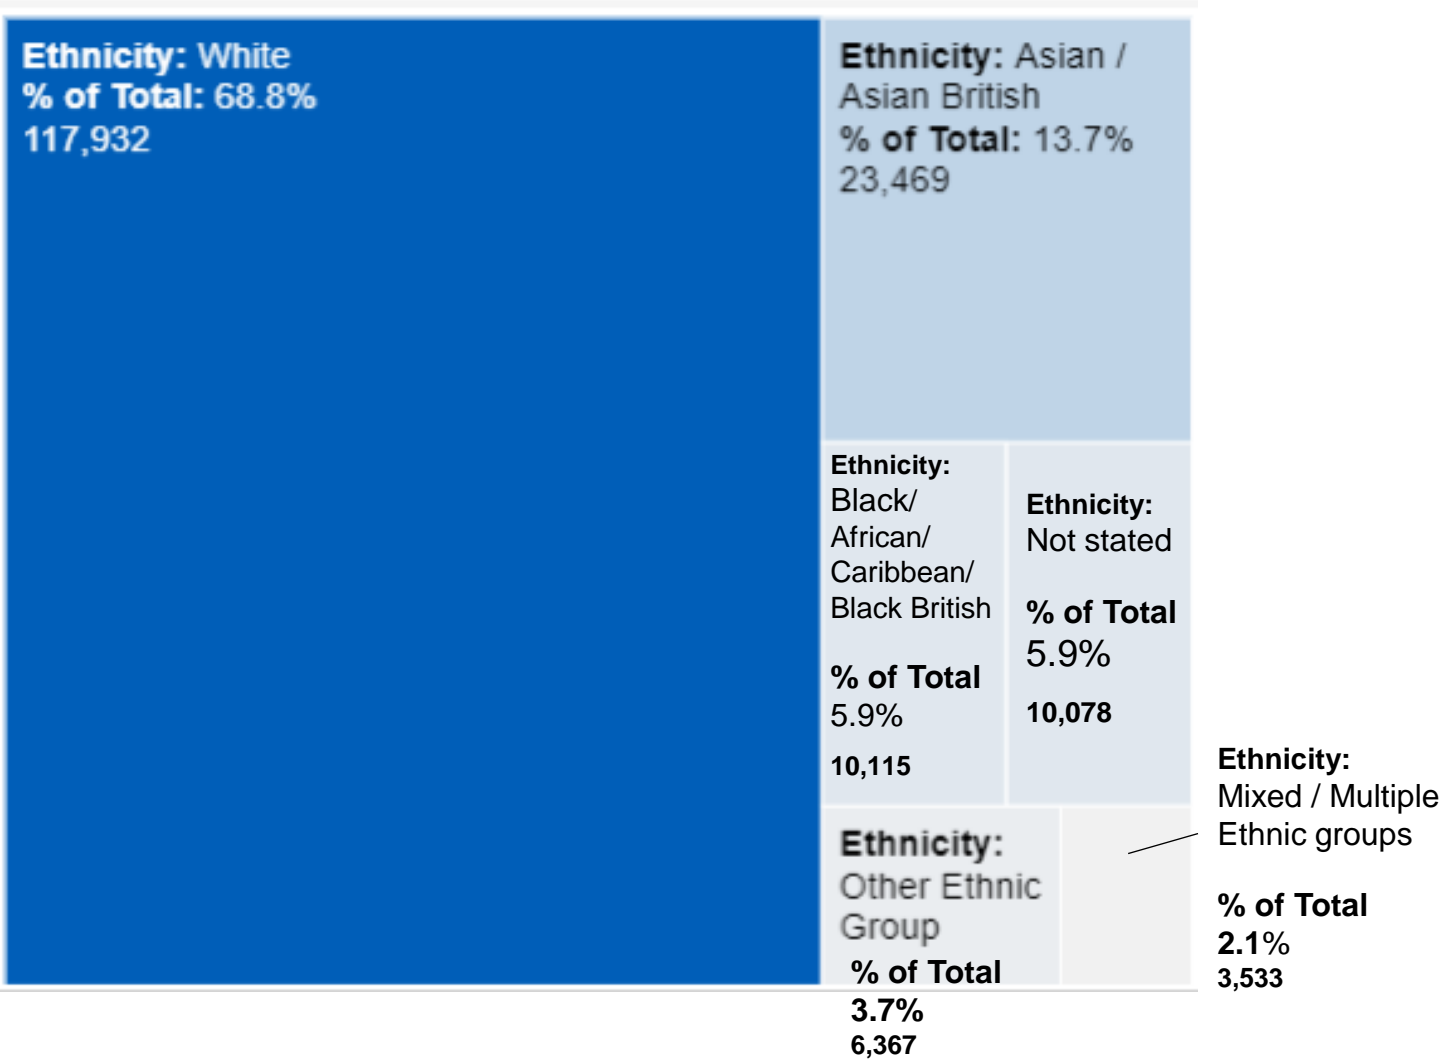 Ethnicity: White
% of Total: 68.8%
117,932
Ethnicity: Asian /
Asian British
% of Total: 13.7%
23,469
Ethnicity:
Black/
African/
Caribbean/
Black British
% of Total
5.9%
10,115
Ethnicity:
Not stated
% of Total
5.9%
10,078
Ethnicity:
Other Ethnic
Group
% of Total
3.7%
6,367
Ethnicity:
Mixed / Multiple
Ethnic groups
% of Total
2.1%
3,533